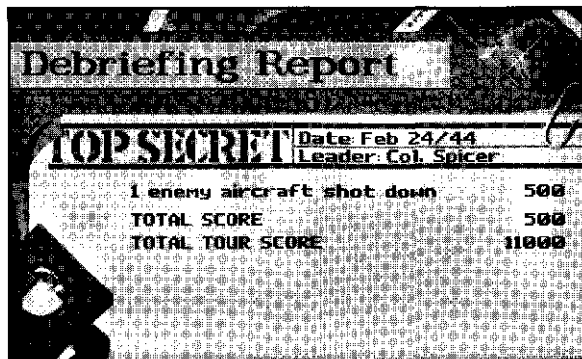 Debriefing Report
TOP SECRET
Date Feb 24/44
Leader: Col. Spicer
1 enemy aircraft shot down 500
TOTAL SCORE 500
TOTAL TOUR SCORE 11000